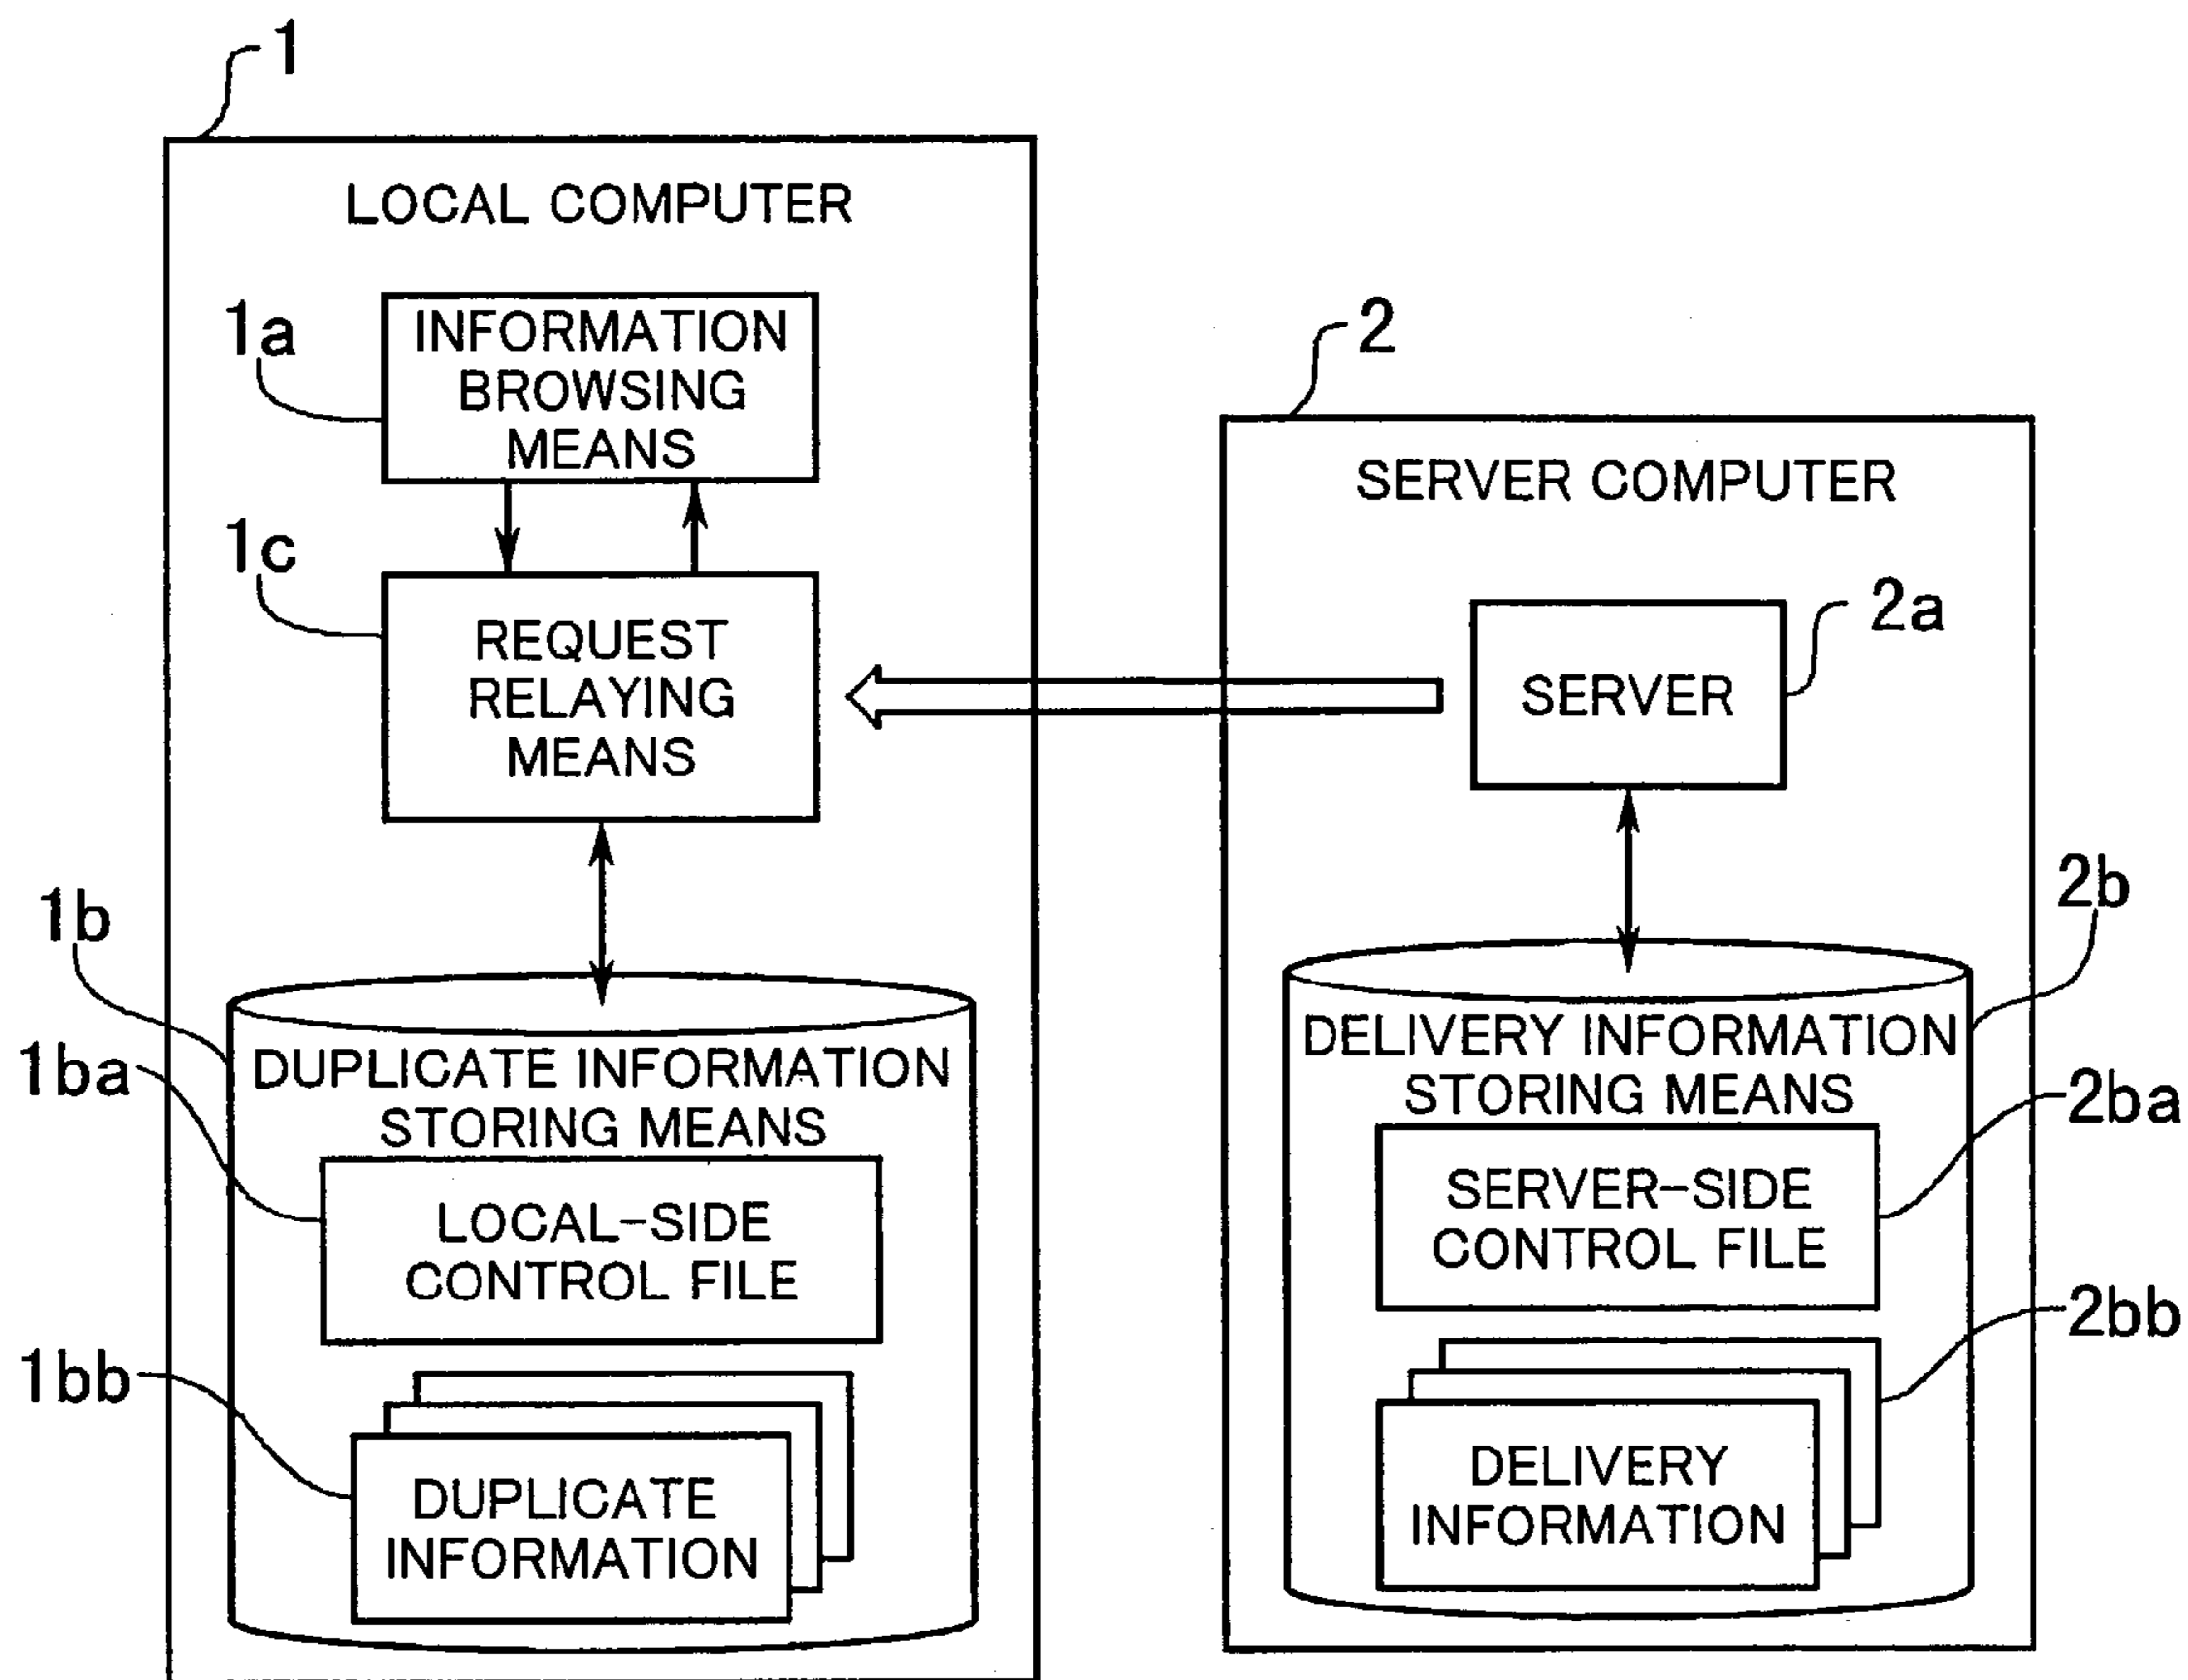 1
LOCAL COMPUTER
1a
INFORMATION
BROWSING
MEANS
1c
REQUEST
RELAYING
MEANS
1b
DUPLICATE INFORMATION
STORING MEANS
1ba
LOCAL-SIDE
CONTROL FILE
1bb
DUPLICATE
INFORMATION
2
SERVER COMPUTER
2a
SERVER
2b
DELIVERY INFORMATION
STORING MEANS
2ba
SERVER-SIDE
CONTROL FILE
2bb
DELIVERY
INFORMATION